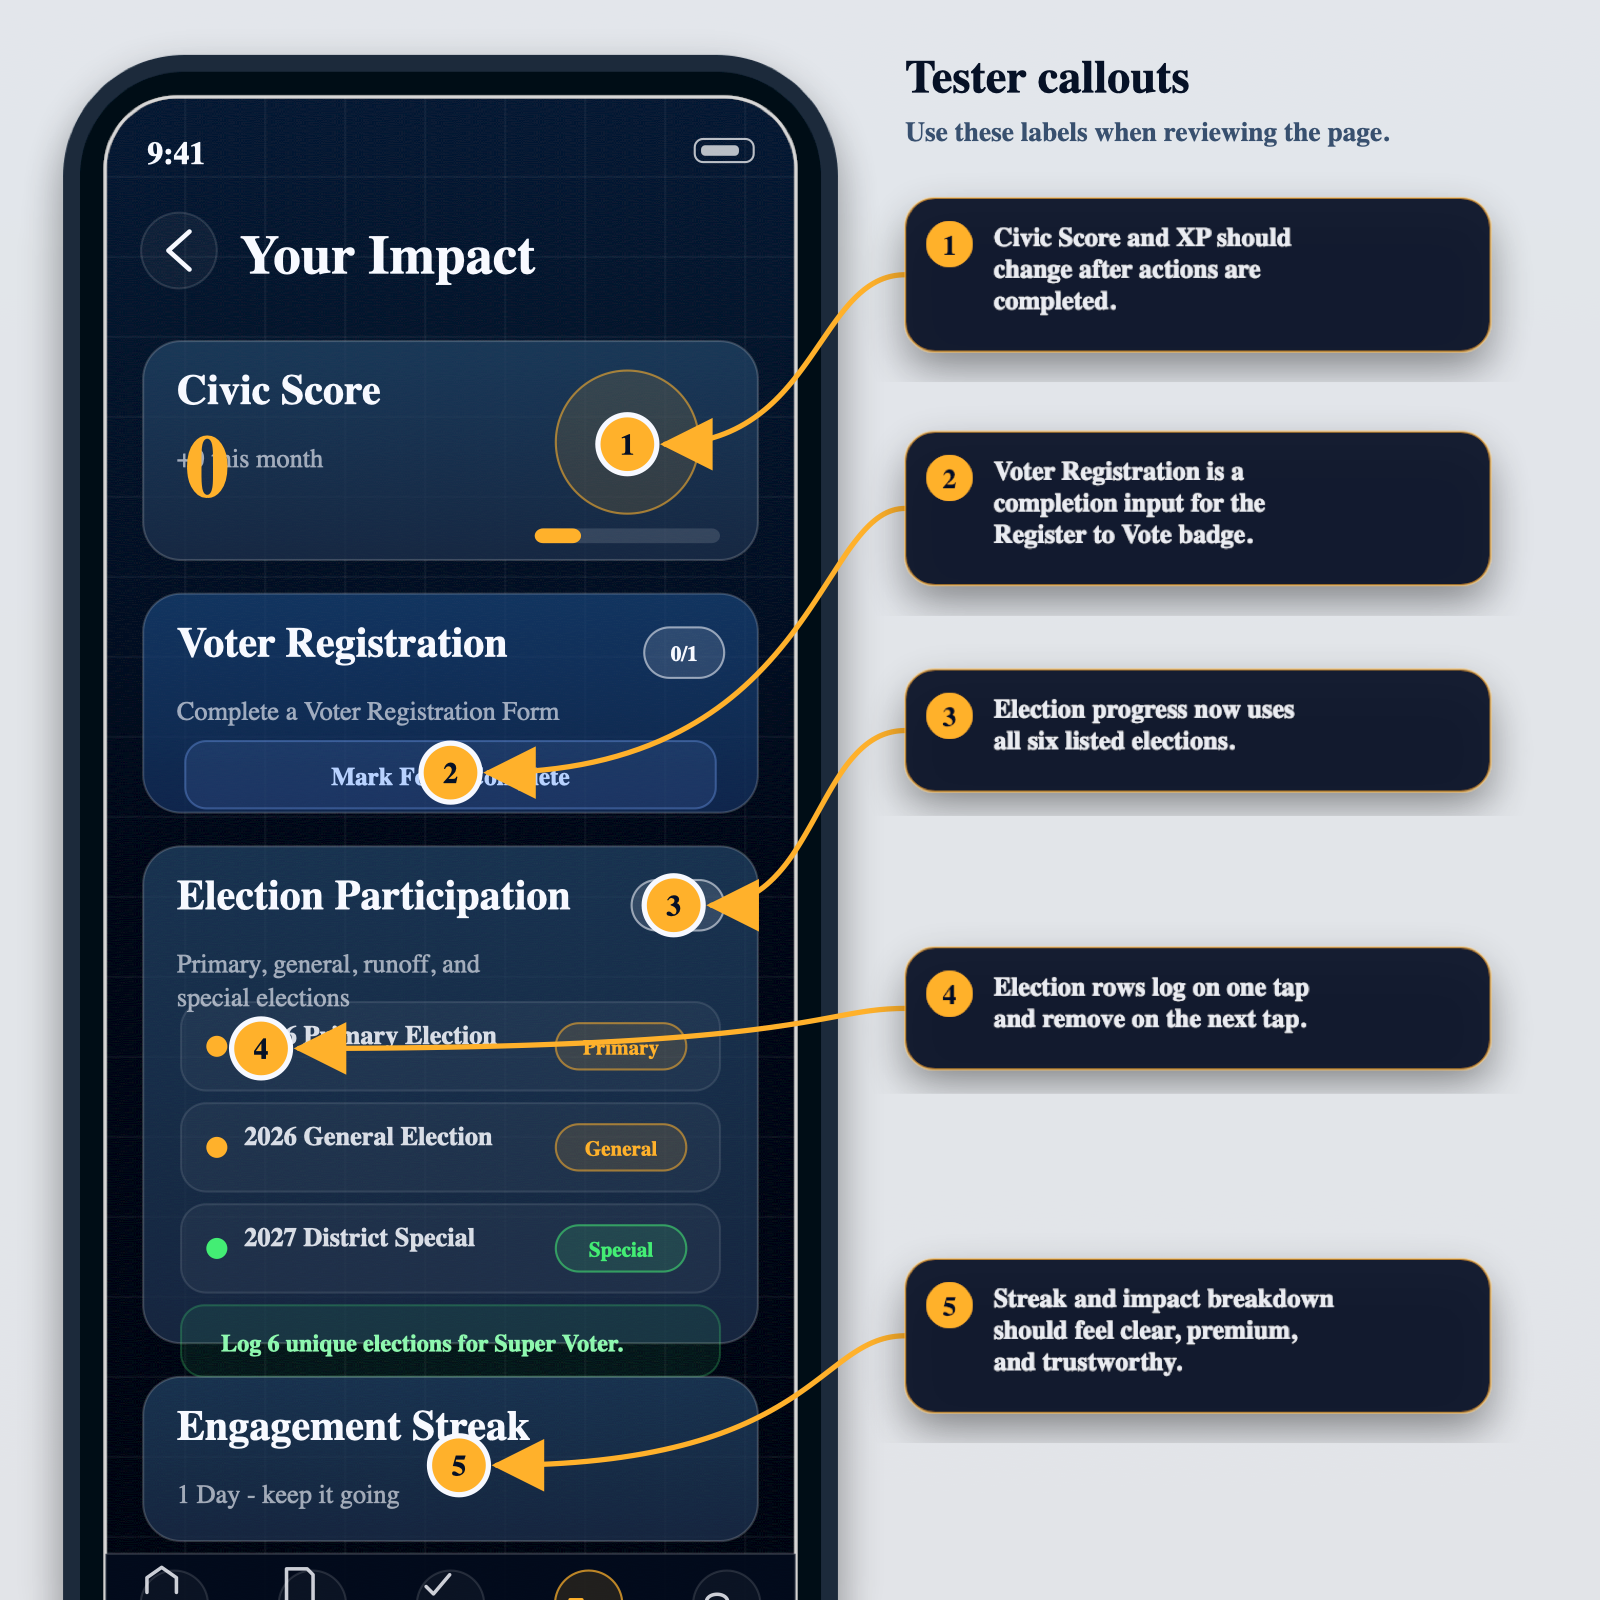 Tester callouts
Use these labels when reviewing the page.
9:41
Your Impact
Civic Score
0
this month
1
Voter Registration
0/1
Complete a Voter Registration Form
Mark
2
Election Participation
3
Primary, general, runoff, and
special elections
4
Primary Election
Primary
2026 General Election
General
2027 District Special
Special
Log 6 unique elections for Super Voter.
Engagement Streak
5
1 Day - keep it going
1
Civic Score and XP should
change after actions are
completed.
2
Voter Registration is a
completion input for the
Register to Vote badge.
3
Election progress now uses
all six listed elections.
4
Election rows log on one tap
and remove on the next tap.
5
Streak and impact breakdown
should feel clear, premium,
and trustworthy.